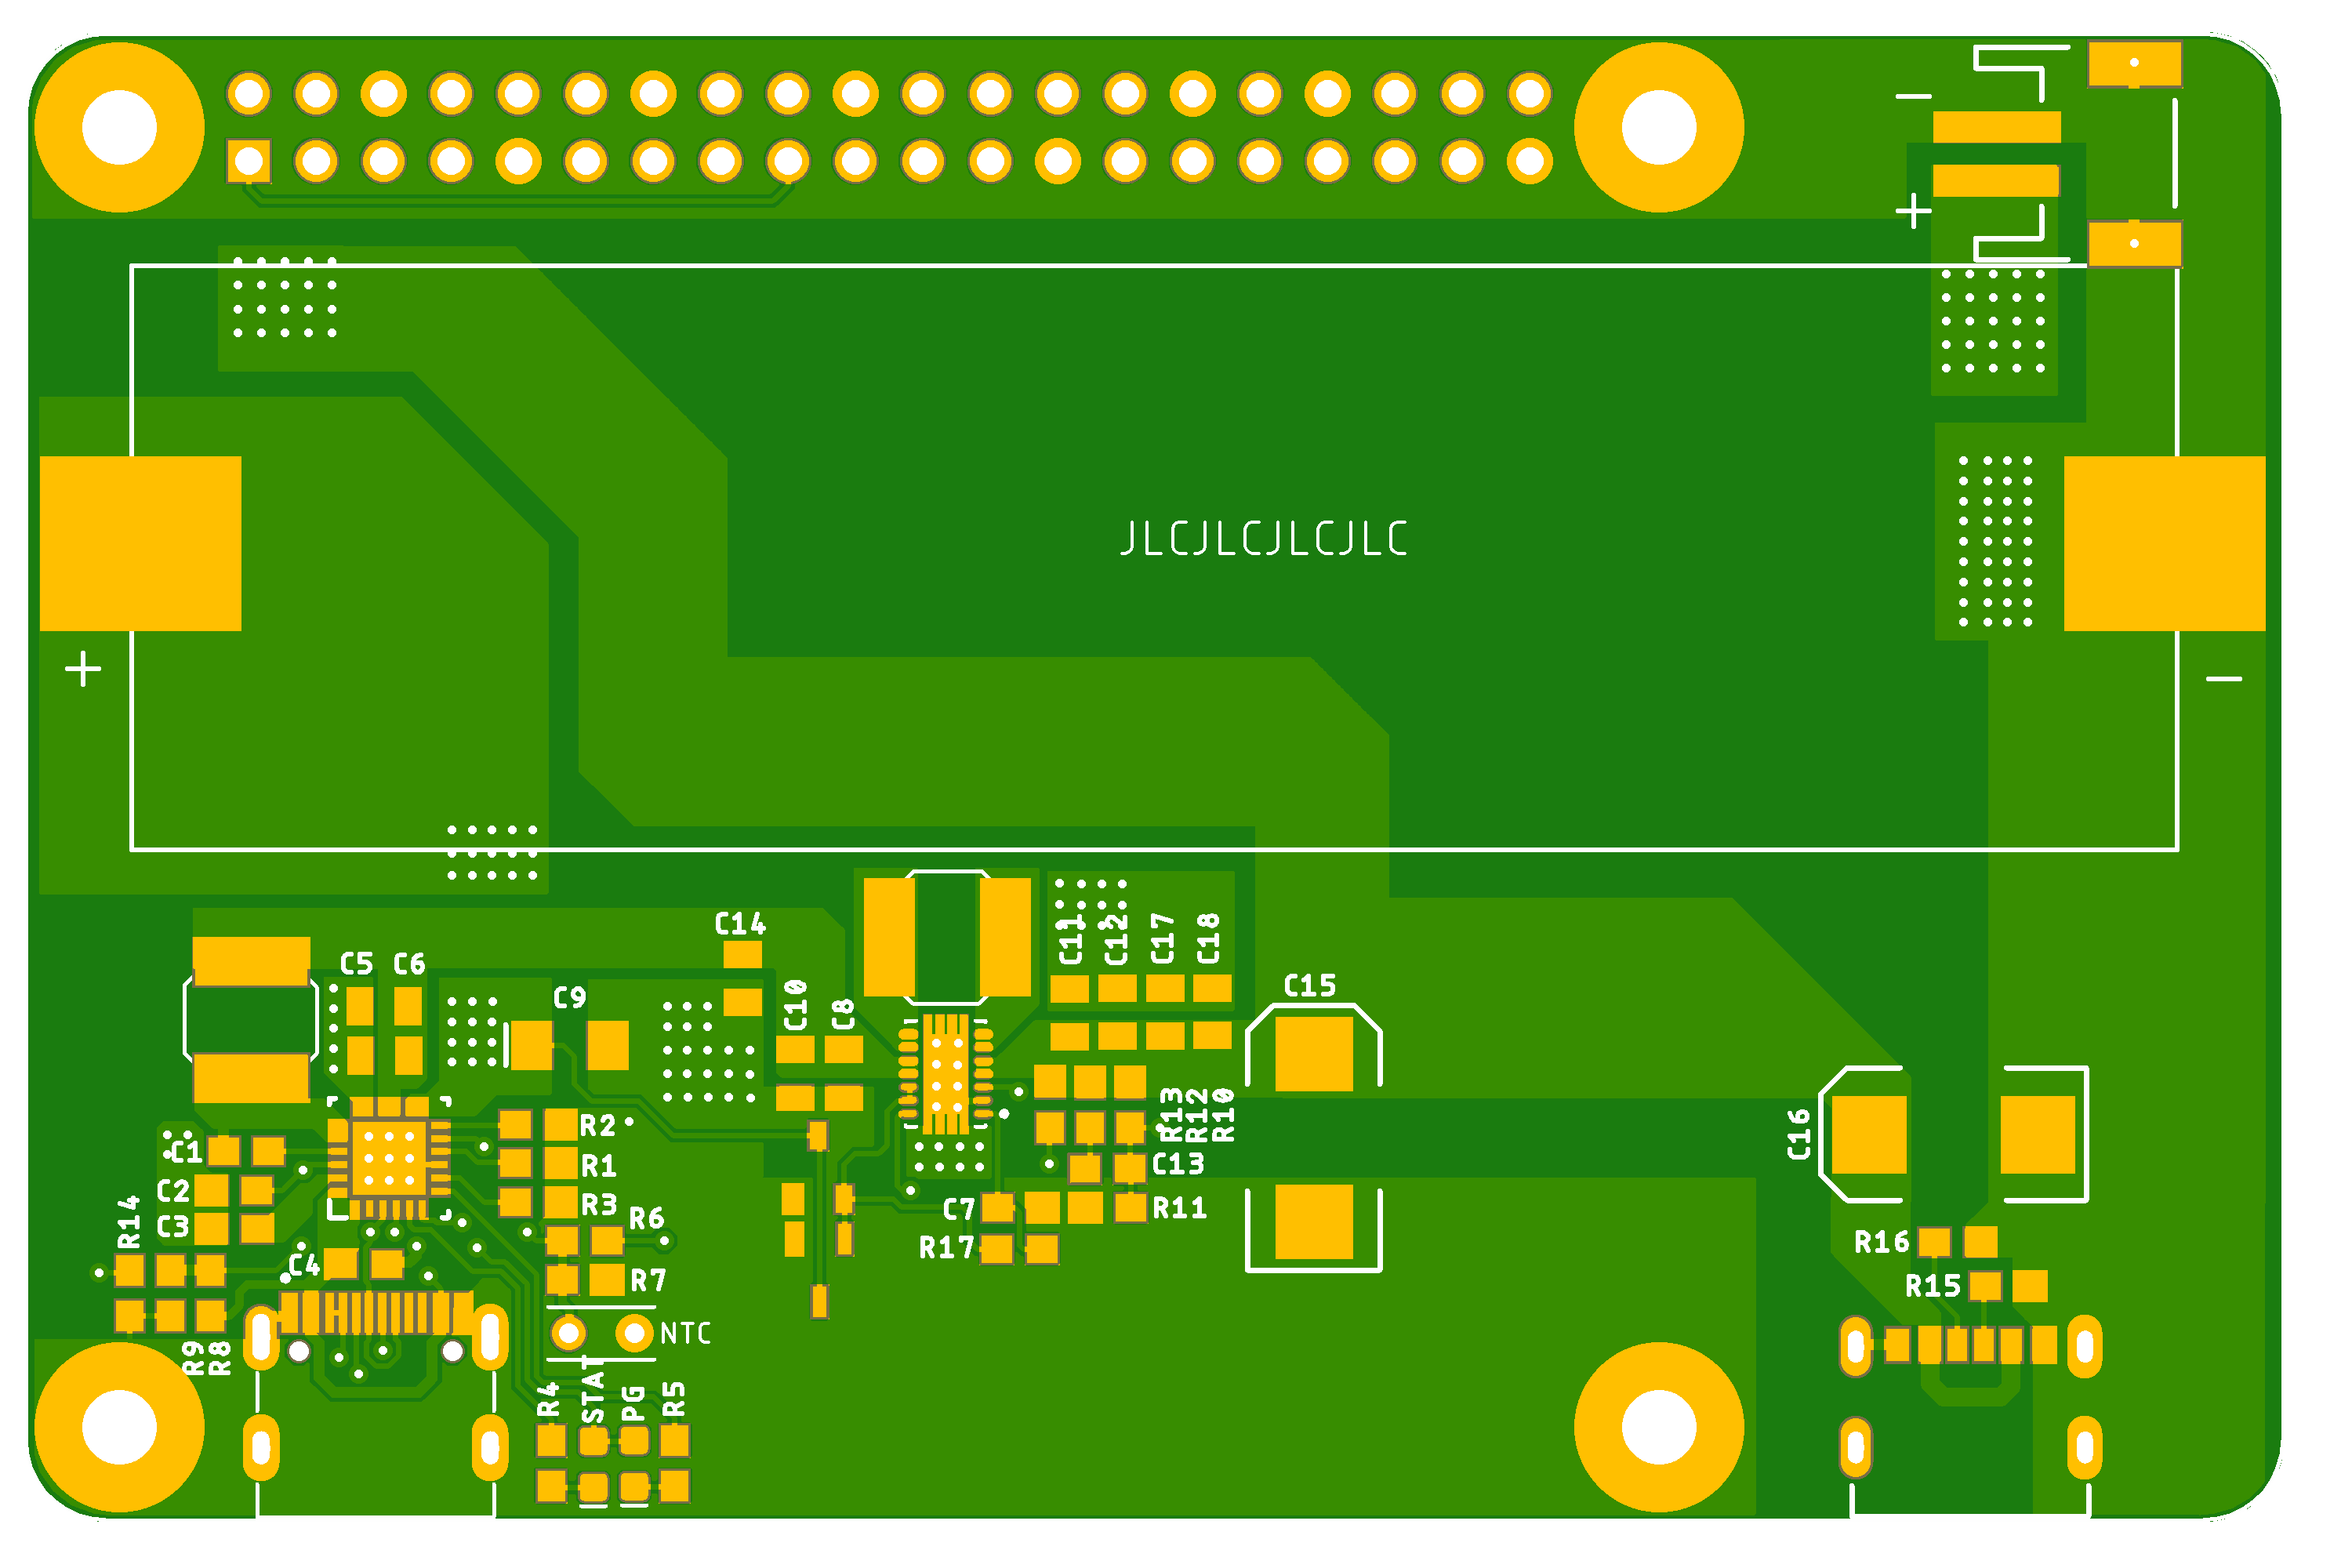 −
+
JLCJLCJLCJLC
+
−
C14
C5
C6
C9
C10
C8
C11
C12
C17
C18
C15
C16
R2
R1
R3
C1
C2
C3
R14
C4
R6
R7
C7
R17
R13
R12
R10
C13
R11
R16
R15
R9
R8
NTC
R4
STAT
PG
R5